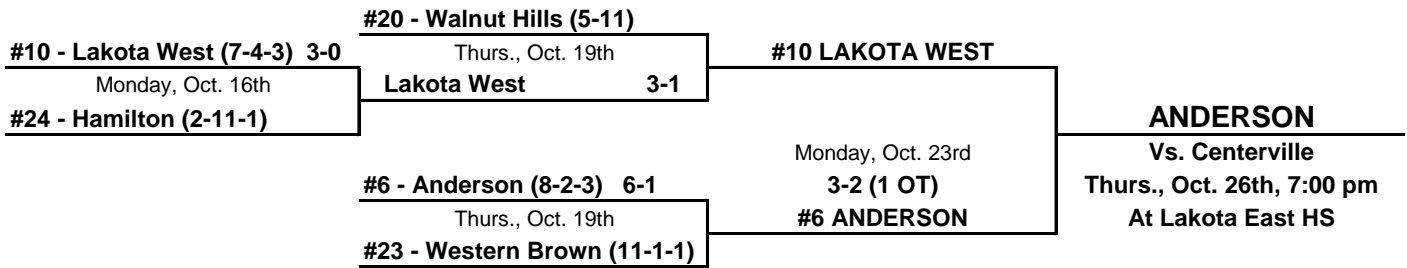 #20 - Walnut Hills (5-11)
#10 - Lakota West (7-4-3) 3-0
Thurs., Oct. 19th
#10 LAKOTA WEST
Monday, Oct. 16th
Lakota West 3-1
#24 - Hamilton (2-11-1)
ANDERSON
Monday, Oct. 23rd
Vs. Centerville
#6 - Anderson (8-2-3) 6-1
3-2 (1 OT)
Thurs., Oct. 26th, 7:00 pm
Thurs., Oct. 19th
#6 ANDERSON
At Lakota East HS
#23 - Western Brown (11-1-1)